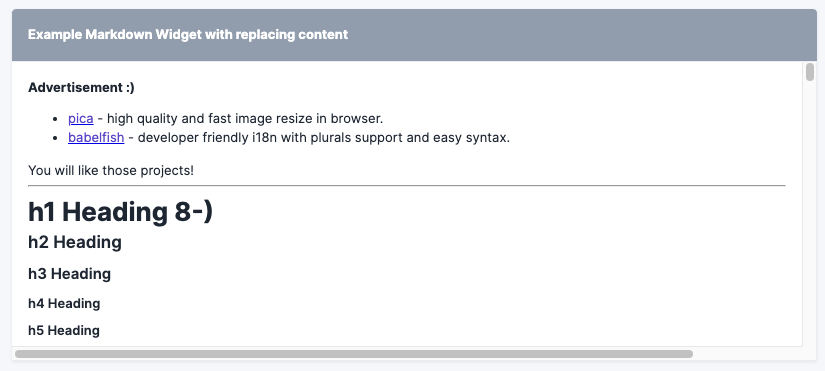 Example Markdown Widget with replacing content
Advertisement :)
• pica - high quality and fast image resize in browser.
• babelfish - developer friendly i18n with plurals support and easy syntax.
You will like those projects!
h1 Heading 8-)
h2 Heading
h3 Heading
h4 Heading
h5 Heading